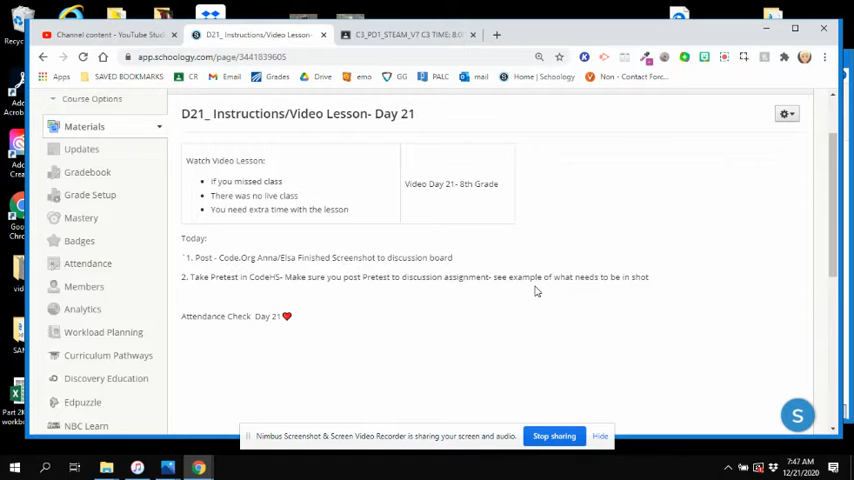 Channel content - YouTube Stud
D21_ Instructions/Video Lesson-
C3_PD1_STEAM_V7 C3 TIME; 8:0
app.schoology.com/page/3441839605
Apps
SAVED BOOKMARKS
CR
Email
Grades
Drive
emo
GG
PALC
mail
Home | Schoology
Non - Contact Forc...
Course Options
Materials
Updates
Gradebook
Grade Setup
Mastery
Badges
Attendance
Members
Analytics
Workload Planning
Curriculum Pathways
Discovery Education
Edpuzzle
NBC Learn
D21_ Instructions/Video Lesson- Day 21
Watch Video Lesson:
If you missed class
There was no live class
You need extra time with the lesson
Video Day 21- 8th Grade
Today:
`1. Post - Code.Org Anna/Elsa Finished Screenshot to discussion board
2. Take Pretest in CodeHS- Make sure you post Pretest to discussion assignment- see example of what needs to be in shot
Attendance Check Day 21
S
Nimbus Screenshot & Screen Video Recorder is sharing your screen and audio.
Stop sharing
Hide
Recycle
7:47 AM
12/21/2020